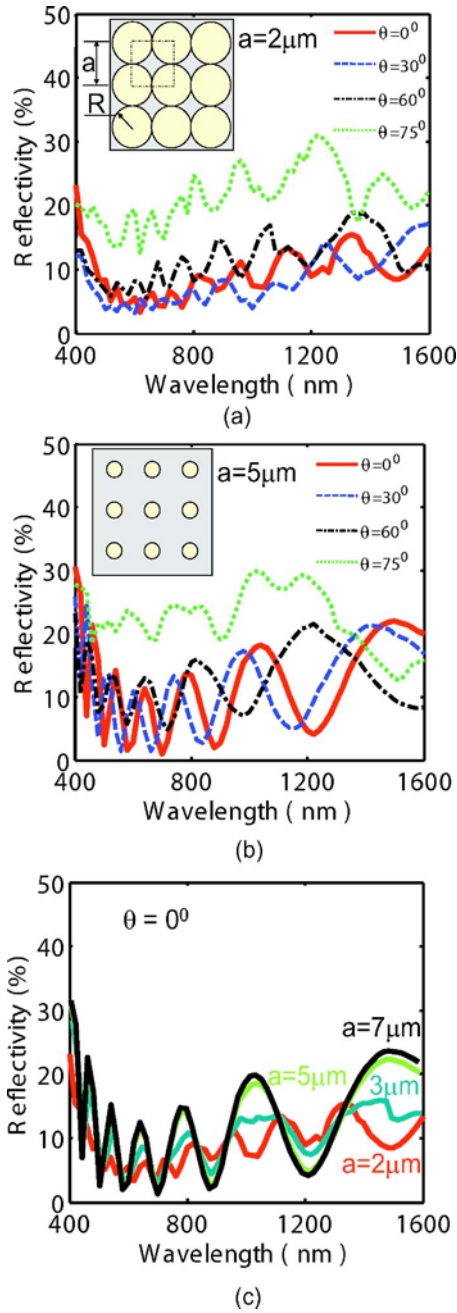 a=2μm
a
R
θ=0⁰
θ=30⁰
θ=60⁰
θ=75⁰
50
40
30
20
10
0
Reflectivity (%)
400 800 1200 1600
Wavelength ( nm )
(a)
a=5μm
θ=0⁰
θ=30⁰
θ=60⁰
θ = 75⁰
50
40
30
20
10
0
Reflectivity (%)
400 800 1200 1600
Wavelength ( nm )
(b)
θ = 0⁰
a=7μm
a=5μm
3μm
a=2μm
50
40
30
20
10
0
Reflectivity (%)
400 800 1200 1600
Wavelength ( nm )
(c)